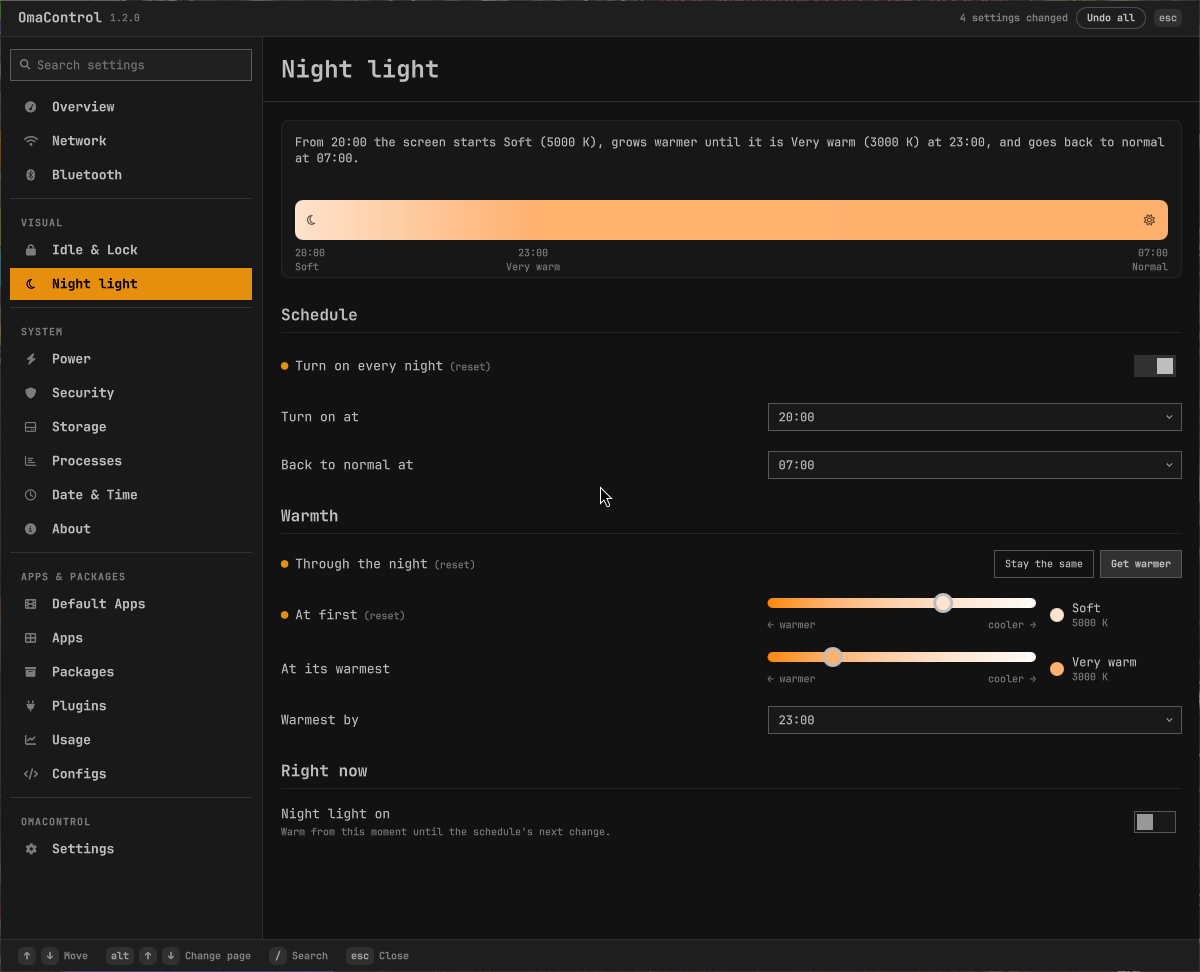 OmaControl 1.2.0
4 settings changed Undo all esc
Search settings
Overview
Network
Bluetooth
VISUAL
Idle & Lock
Night light
SYSTEM
Power
Security
Storage
Processes
Date & Time
About
APPS & PACKAGES
Default Apps
Apps
Packages
Plugins
Usage
Configs
OMACONTROL
Settings
Night light
From 20:00 the screen starts Soft (5000 K), grows warmer until it is Very warm (3000 K) at 23:00, and goes back to normal
at 07:00.
20:00 23:00 07:00
Soft Very warm Normal
Schedule
Turn on every night (reset)
Turn on at 20:00
Back to normal at 07:00
Warmth
Through the night (reset) Stay the same Get warmer
At first (reset) Soft
← warmer cooler → 5000 K
At its warmest Very warm
← warmer cooler → 3000 K
Warmest by 23:00
Right now
Night light on
Warm from this moment until the schedule's next change.
↑ ↓ Move alt ↑ ↓ Change page / Search esc Close